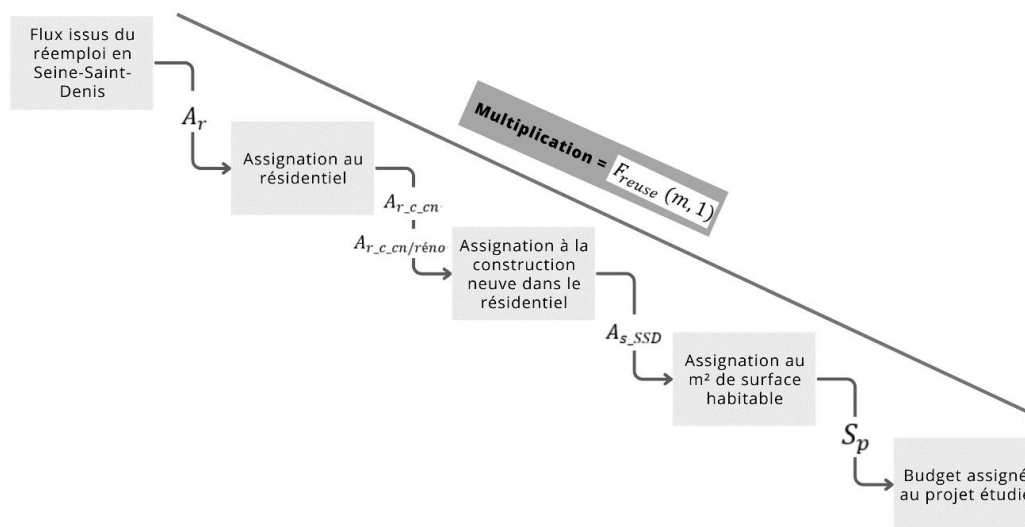 Flux issus du
réemploi en
Seine-Saint-
Denis
A_r
Assignation au
résidentiel
Multiplication = F_reuse (m, 1)
A_r_c_cn
A_r_c_cn/réno
Assignation à la
construction
neuve dans le
résidentiel
A_s_SSD
Assignation au
m² de surface
habitable
S_p
Budget assigné
au projet étudié